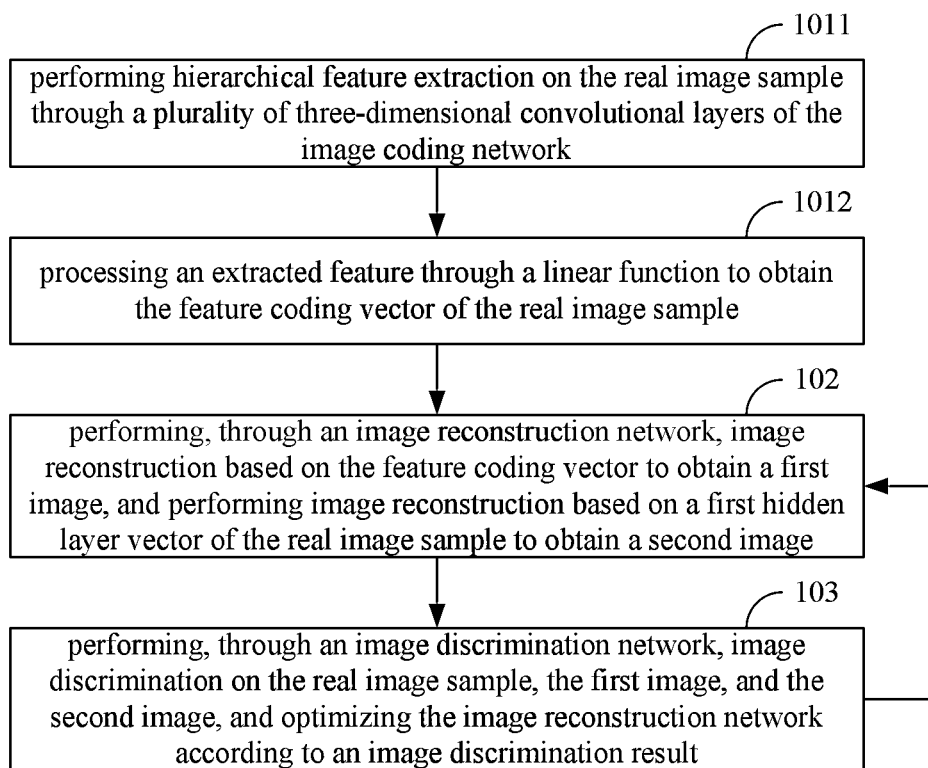 1011
performing hierarchical feature extraction on the real image sample
through a plurality of three-dimensional convolutional layers of the
image coding network
1012
processing an extracted feature through a linear function to obtain
the feature coding vector of the real image sample
102
performing, through an image reconstruction network, image
reconstruction based on the feature coding vector to obtain a first
image, and performing image reconstruction based on a first hidden
layer vector of the real image sample to obtain a second image
103
performing, through an image discrimination network, image
discrimination on the real image sample, the first image, and the
second image, and optimizing the image reconstruction network
according to an image discrimination result